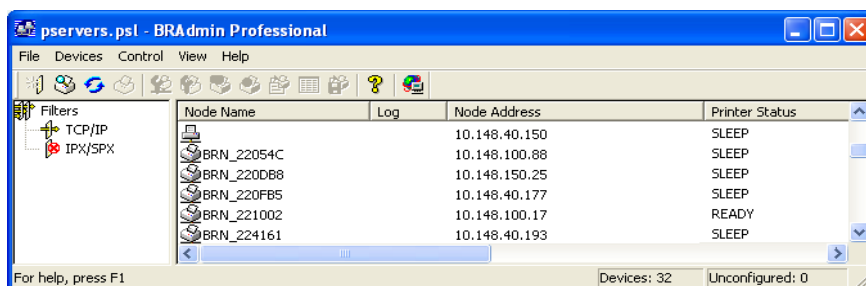 pservers.psl - BRAdmin Professional
File Devices Control View Help
Filters
TCP/IP
IPX/SPX
Node Name Log Node Address Printer Status
10.148.40.150 SLEEP
BRN_22054C 10.148.100.88 SLEEP
BRN_220DB8 10.148.150.25 SLEEP
BRN_220FB5 10.148.40.177 SLEEP
BRN_221002 10.148.100.17 READY
BRN_224161 10.148.40.193 SLEEP
For help, press F1 Devices: 32 Unconfigured: 0